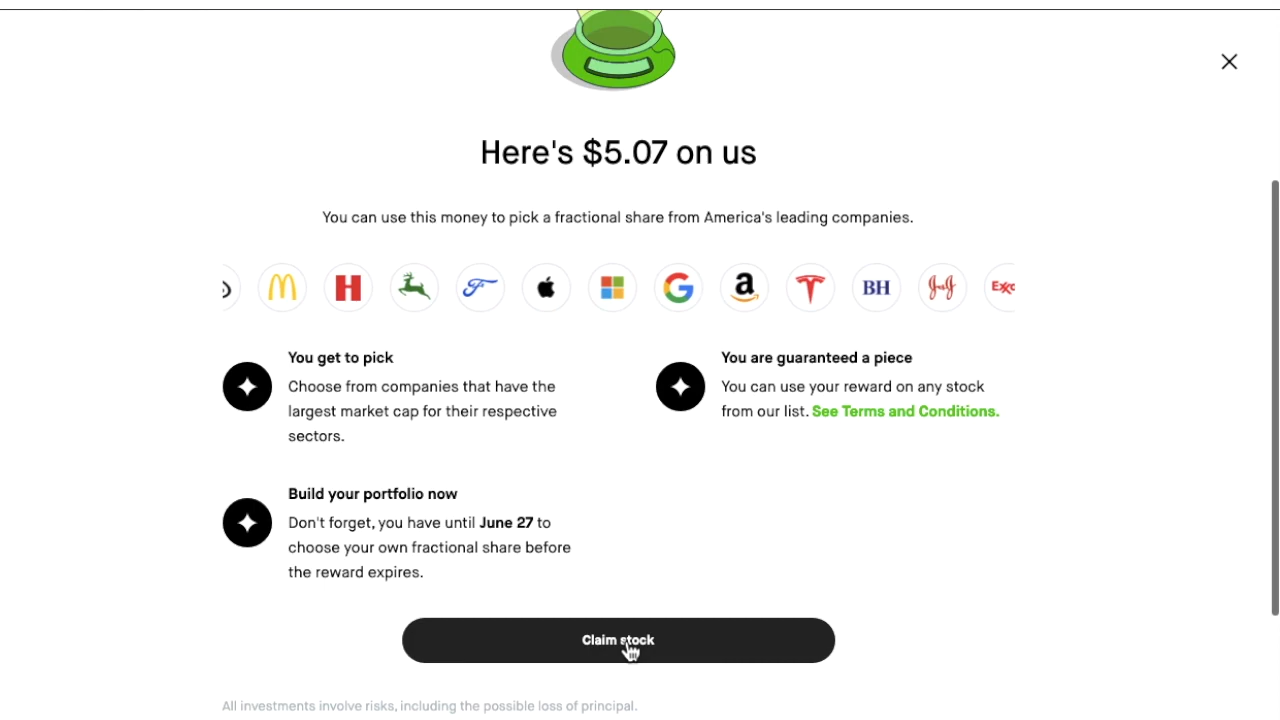 Here's $5.07 on us
You can use this money to pick a fractional share from America's leading companies.
H
a
BH
J&J
You get to pick
Choose from companies that have the
largest market cap for their respective
sectors.
You are guaranteed a piece
You can use your reward on any stock
from our list. See Terms and Conditions.
Build your portfolio now
Don't forget, you have until June 27 to
choose your own fractional share before
the reward expires.
Claim stock
All investments involve risks, including the possible loss of principal.